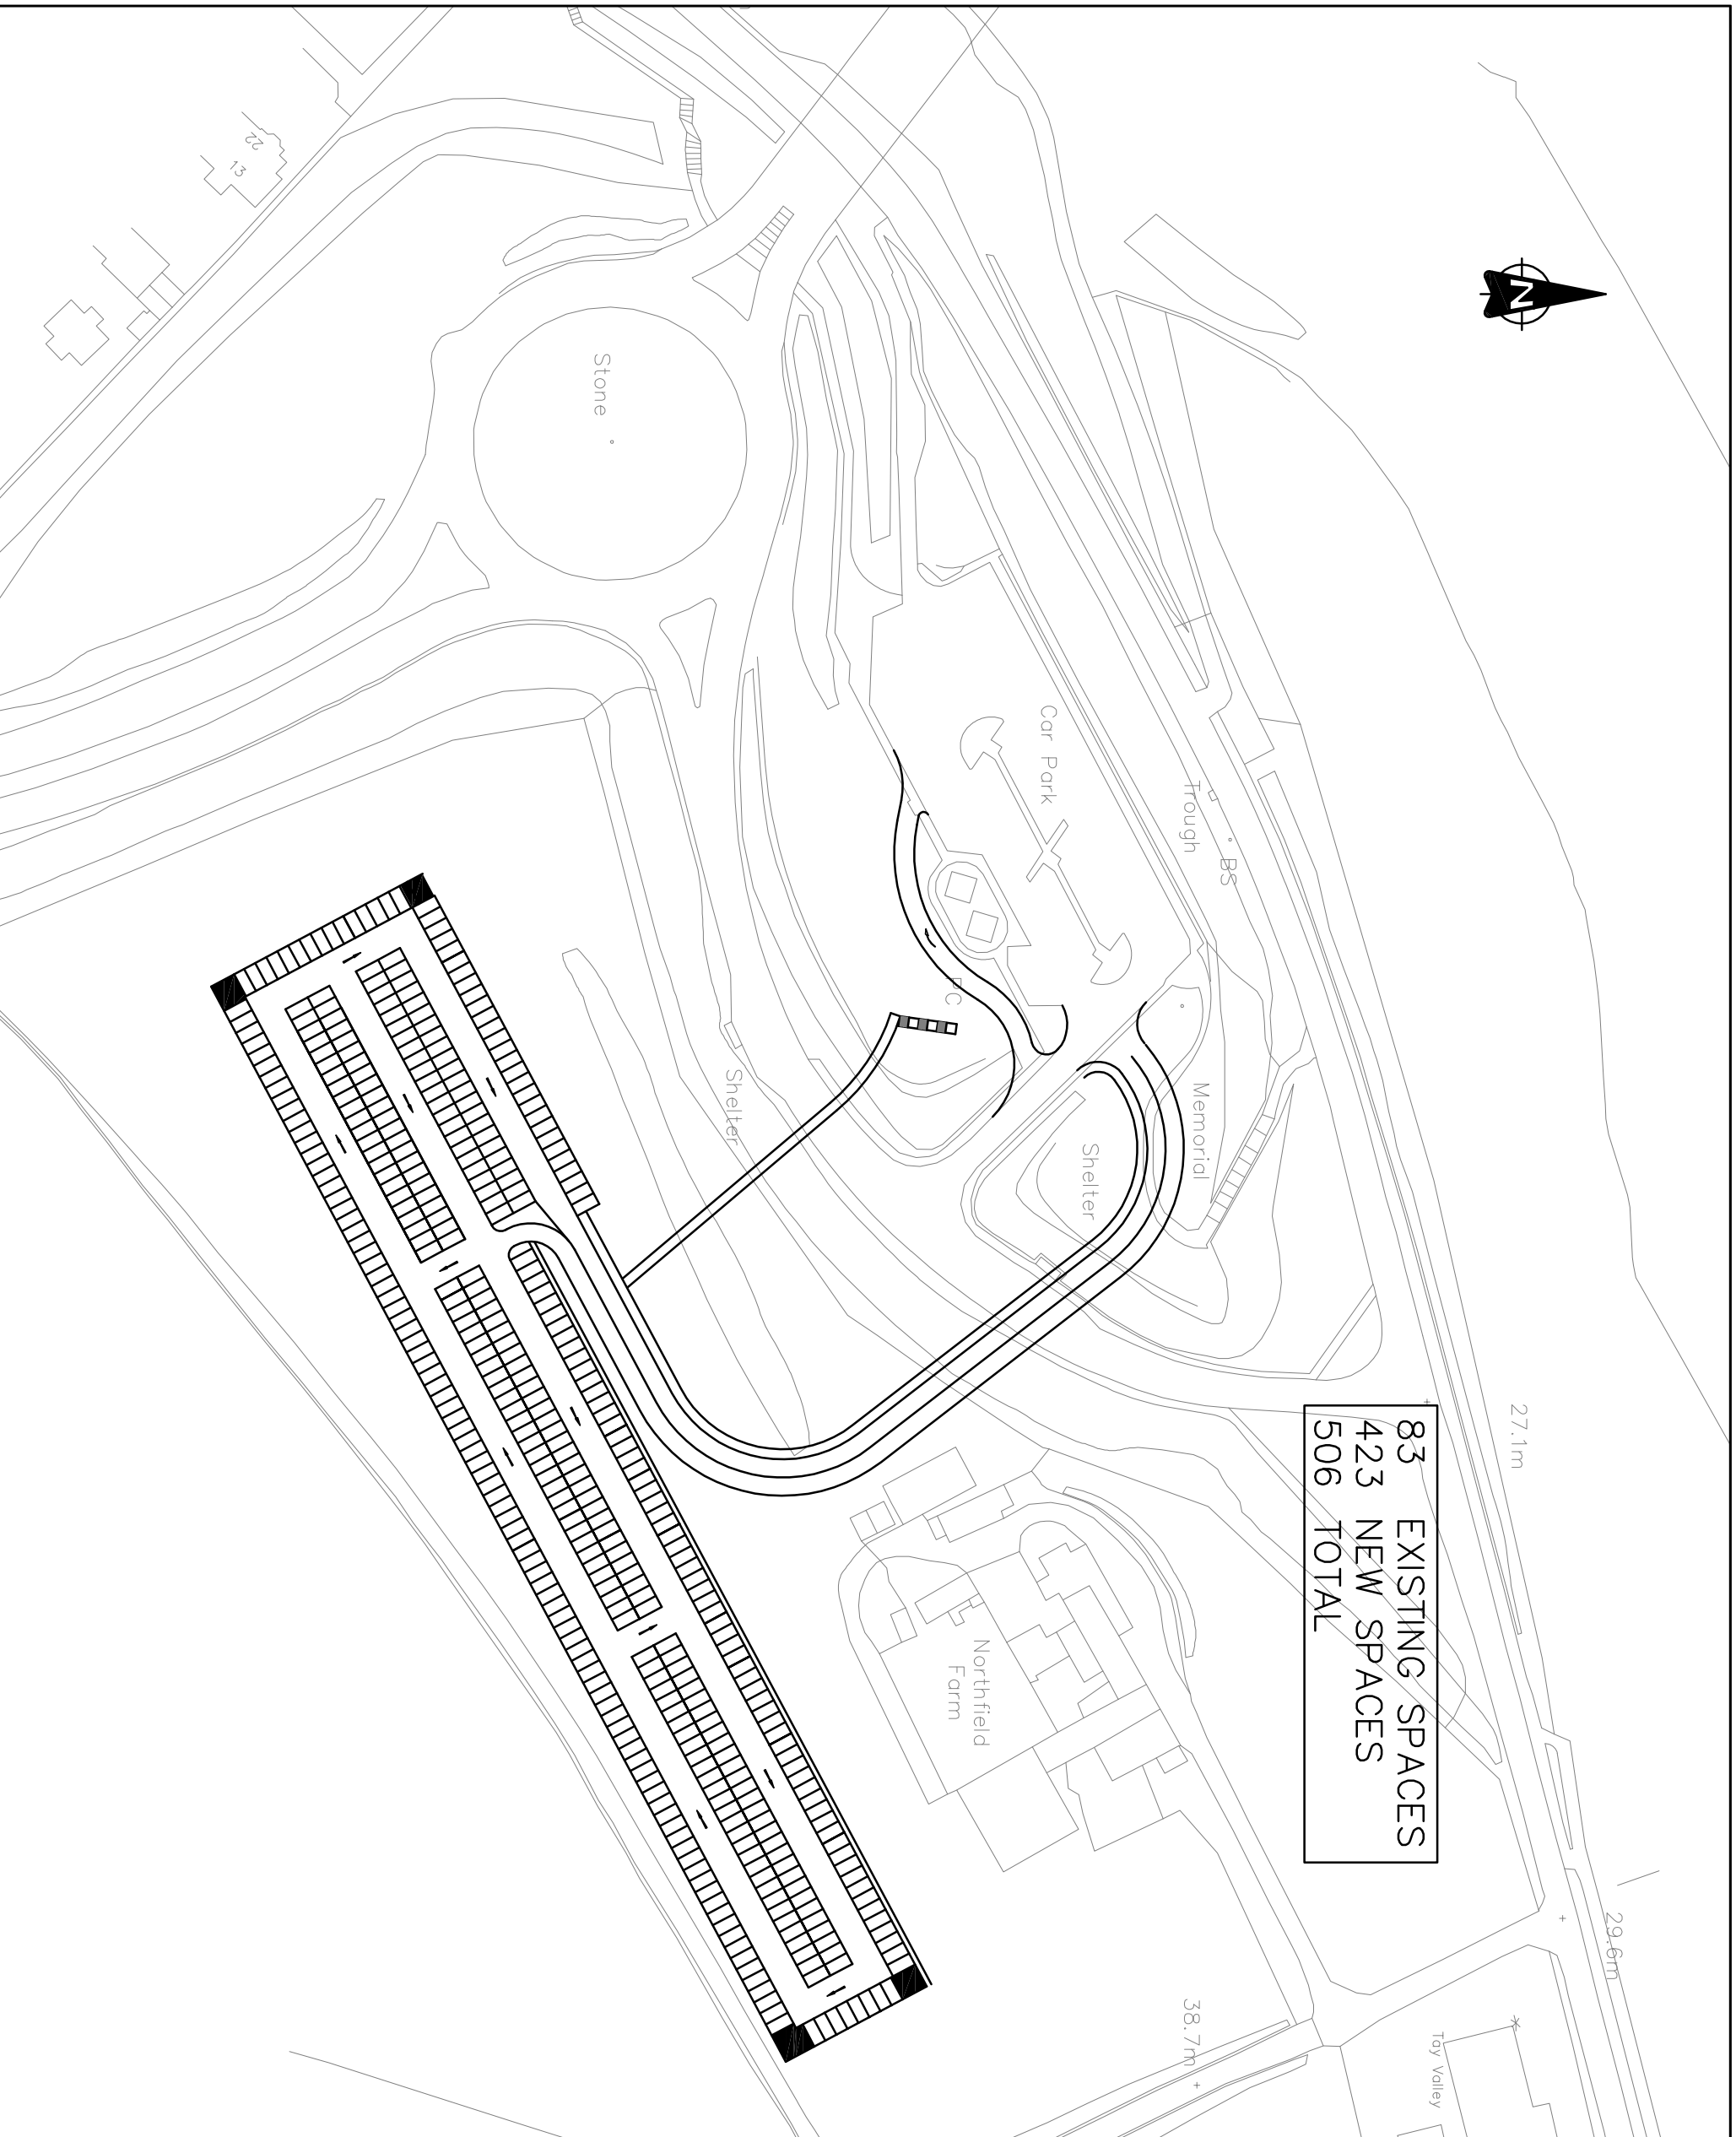 N
22
13
Stone
Car Park
Trough
BS
PC
Memorial
Shelter
Shelter
27.1m
83 EXISTING SPACES
423 NEW SPACES
506 TOTAL
Northfield
Farm
29.6m
38.7m
Tay Valley